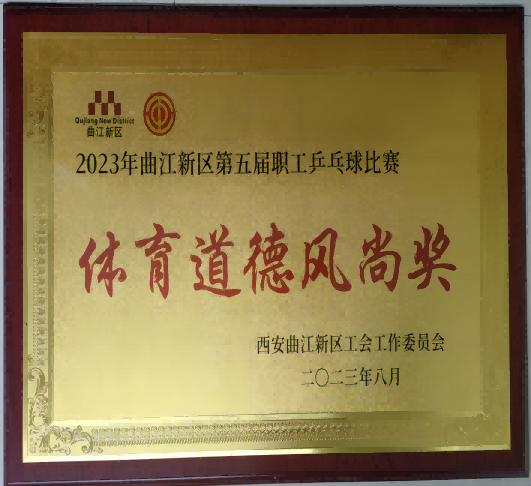 Qujiang New District
曲江新区
2023年曲江新区第五届职工乒乓球比赛
体育道德风尚奖
西安曲江新区工会工作委员会
二〇二三年八月